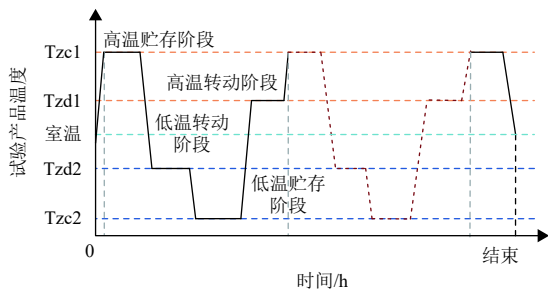 试验产品温度
Tzc1
Tzd1
室温
Tzd2
Tzc2
高温贮存阶段
高温转动阶段
低温转动
阶段
低温贮存
阶段
0
结束
时间/h